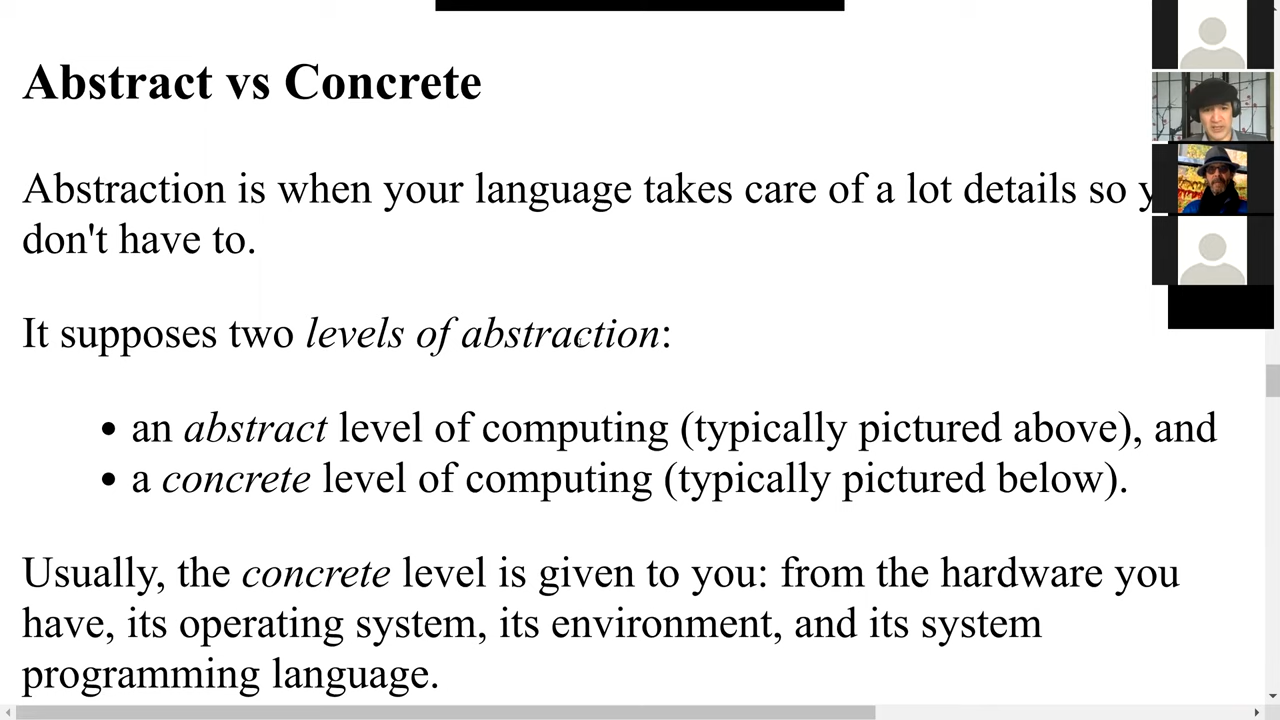 Abstract vs Concrete
Abstraction is when your language takes care of a lot details so
don't have to.
It supposes two levels of abstraction:
• an abstract level of computing (typically pictured above), and
• a concrete level of computing (typically pictured below).
Usually, the concrete level is given to you: from the hardware you
have, its operating system, its environment, and its system
programming language.